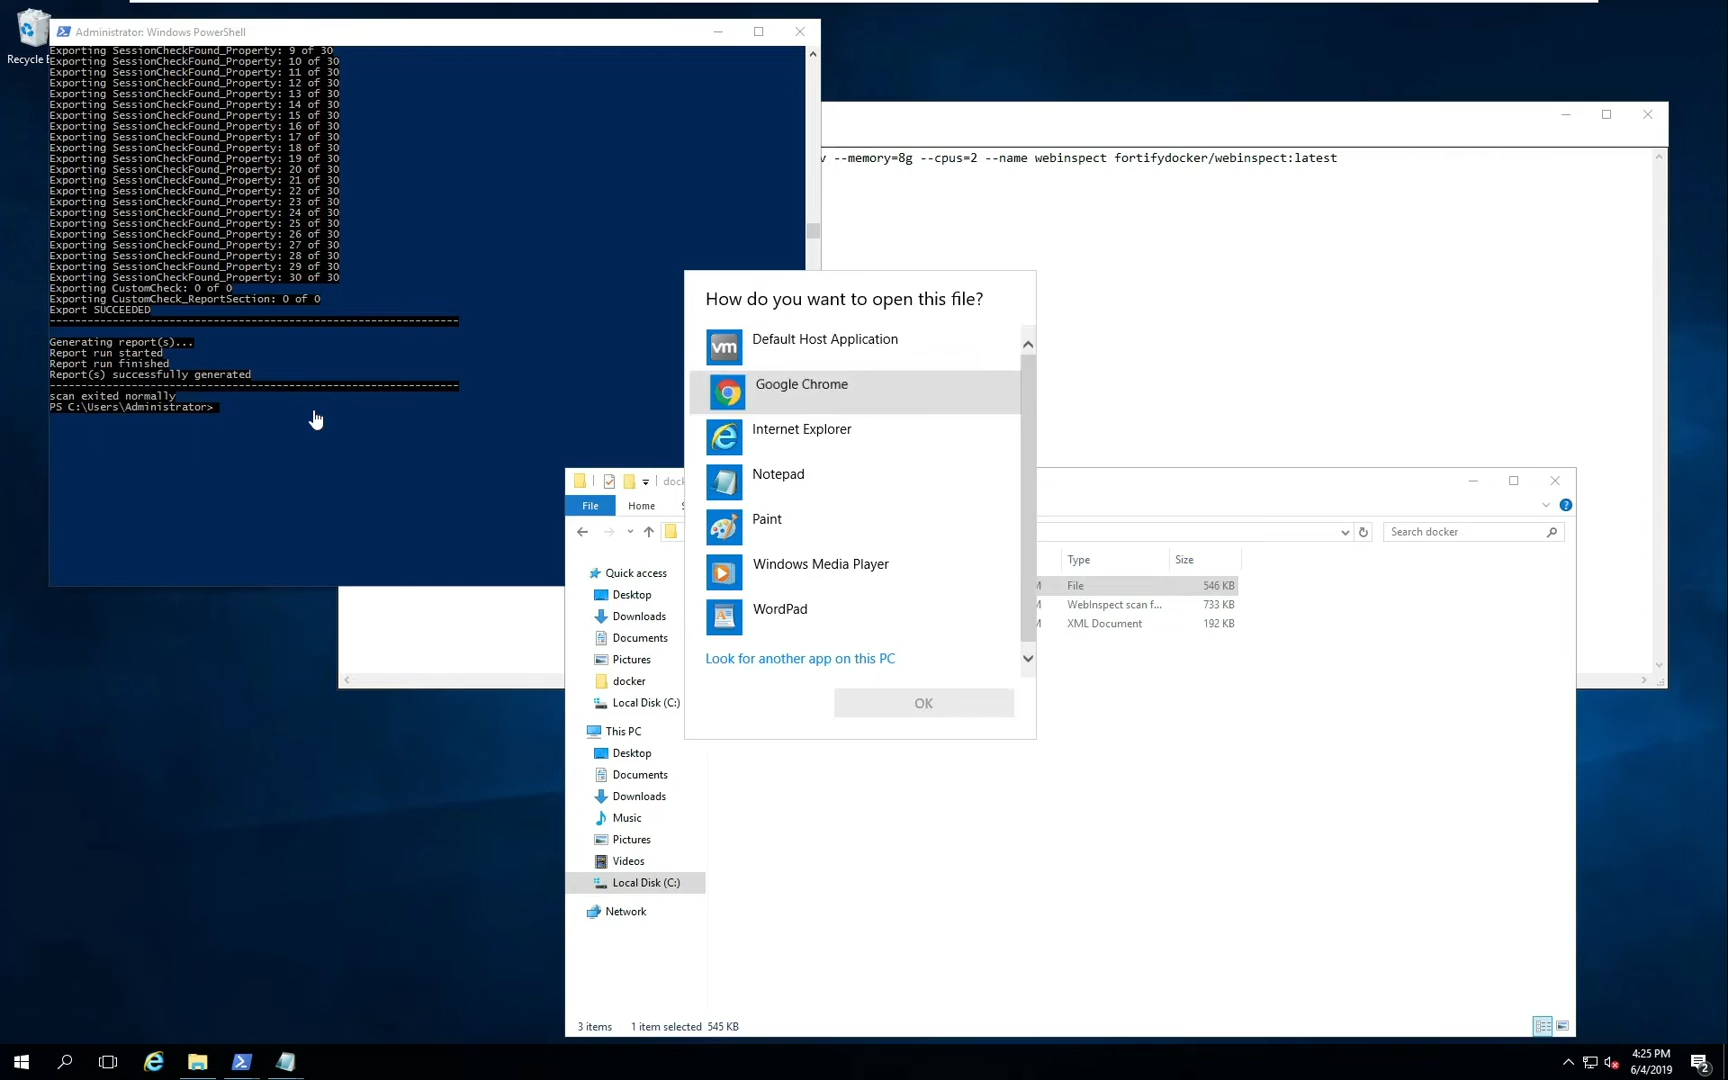 Recycle B
Administrator: Windows PowerShell
Exporting SessionCheckFound_Property: 9 of 30
Exporting SessionCheckFound_Property: 10 of 30
Exporting SessionCheckFound_Property: 11 of 30
Exporting SessionCheckFound_Property: 12 of 30
Exporting SessionCheckFound_Property: 13 of 30
Exporting SessionCheckFound_Property: 14 of 30
Exporting SessionCheckFound_Property: 15 of 30
Exporting SessionCheckFound_Property: 16 of 30
Exporting SessionCheckFound_Property: 17 of 30
Exporting SessionCheckFound_Property: 18 of 30
Exporting SessionCheckFound_Property: 19 of 30
Exporting SessionCheckFound_Property: 20 of 30
Exporting SessionCheckFound_Property: 21 of 30
Exporting SessionCheckFound_Property: 22 of 30
Exporting SessionCheckFound_Property: 23 of 30
Exporting SessionCheckFound_Property: 24 of 30
Exporting SessionCheckFound_Property: 25 of 30
Exporting SessionCheckFound_Property: 26 of 30
Exporting SessionCheckFound_Property: 27 of 30
Exporting SessionCheckFound_Property: 28 of 30
Exporting SessionCheckFound_Property: 29 of 30
Exporting SessionCheckFound_Property: 30 of 30
Exporting CustomCheck: 0 of 0
Exporting CustomCheck_ReportSection: 0 of 0
Export SUCCEEDED
Generating report(s)...
Report run started
Report run finished
Report(s) successfully generated
scan exited normally
PS C:\Users\Administrator>
v --memory=8g --cpus=2 --name webinspect fortifydocker/webinspect:latest
How do you want to open this file?
vm Default Host Application
Google Chrome
Internet Explorer
Notepad
Paint
Windows Media Player
WordPad
Look for another app on this PC
OK
dock
File Home S
Search docker
Type Size
File 546 KB
WebInspect scan f... 733 KB
XML Document 192 KB
Quick access
Desktop
Downloads
Documents
Pictures
docker
Local Disk (C:)
This PC
Desktop
Documents
Downloads
Music
Pictures
Videos
Local Disk (C:)
Network
3 items 1 item selected 545 KB
4:25 PM
6/4/2019
2